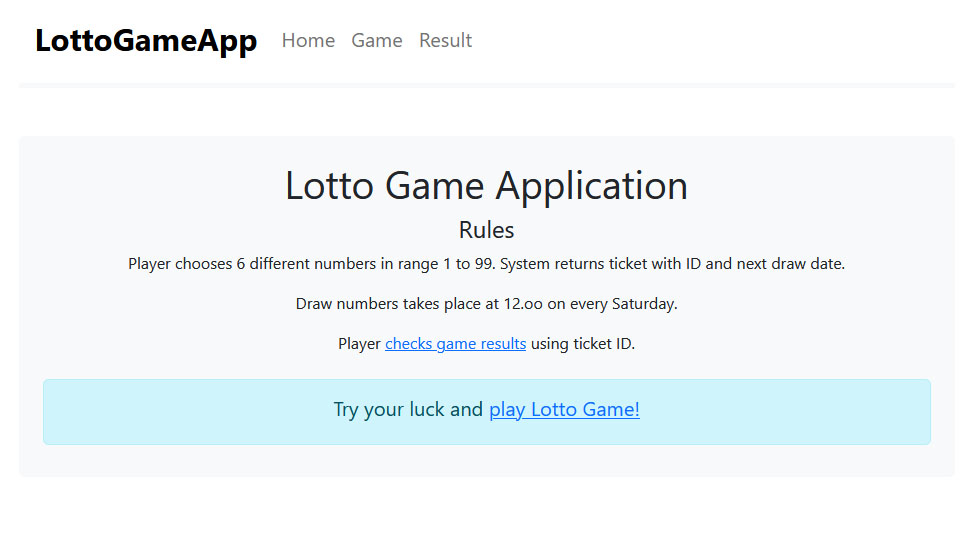 LottoGameApp Home Game Result
Lotto Game Application
Rules
Player chooses 6 different numbers in range 1 to 99. System returns ticket with ID and next draw date.
Draw numbers takes place at 12.oo on every Saturday.
Player checks game results using ticket ID.
Try your luck and play Lotto Game!